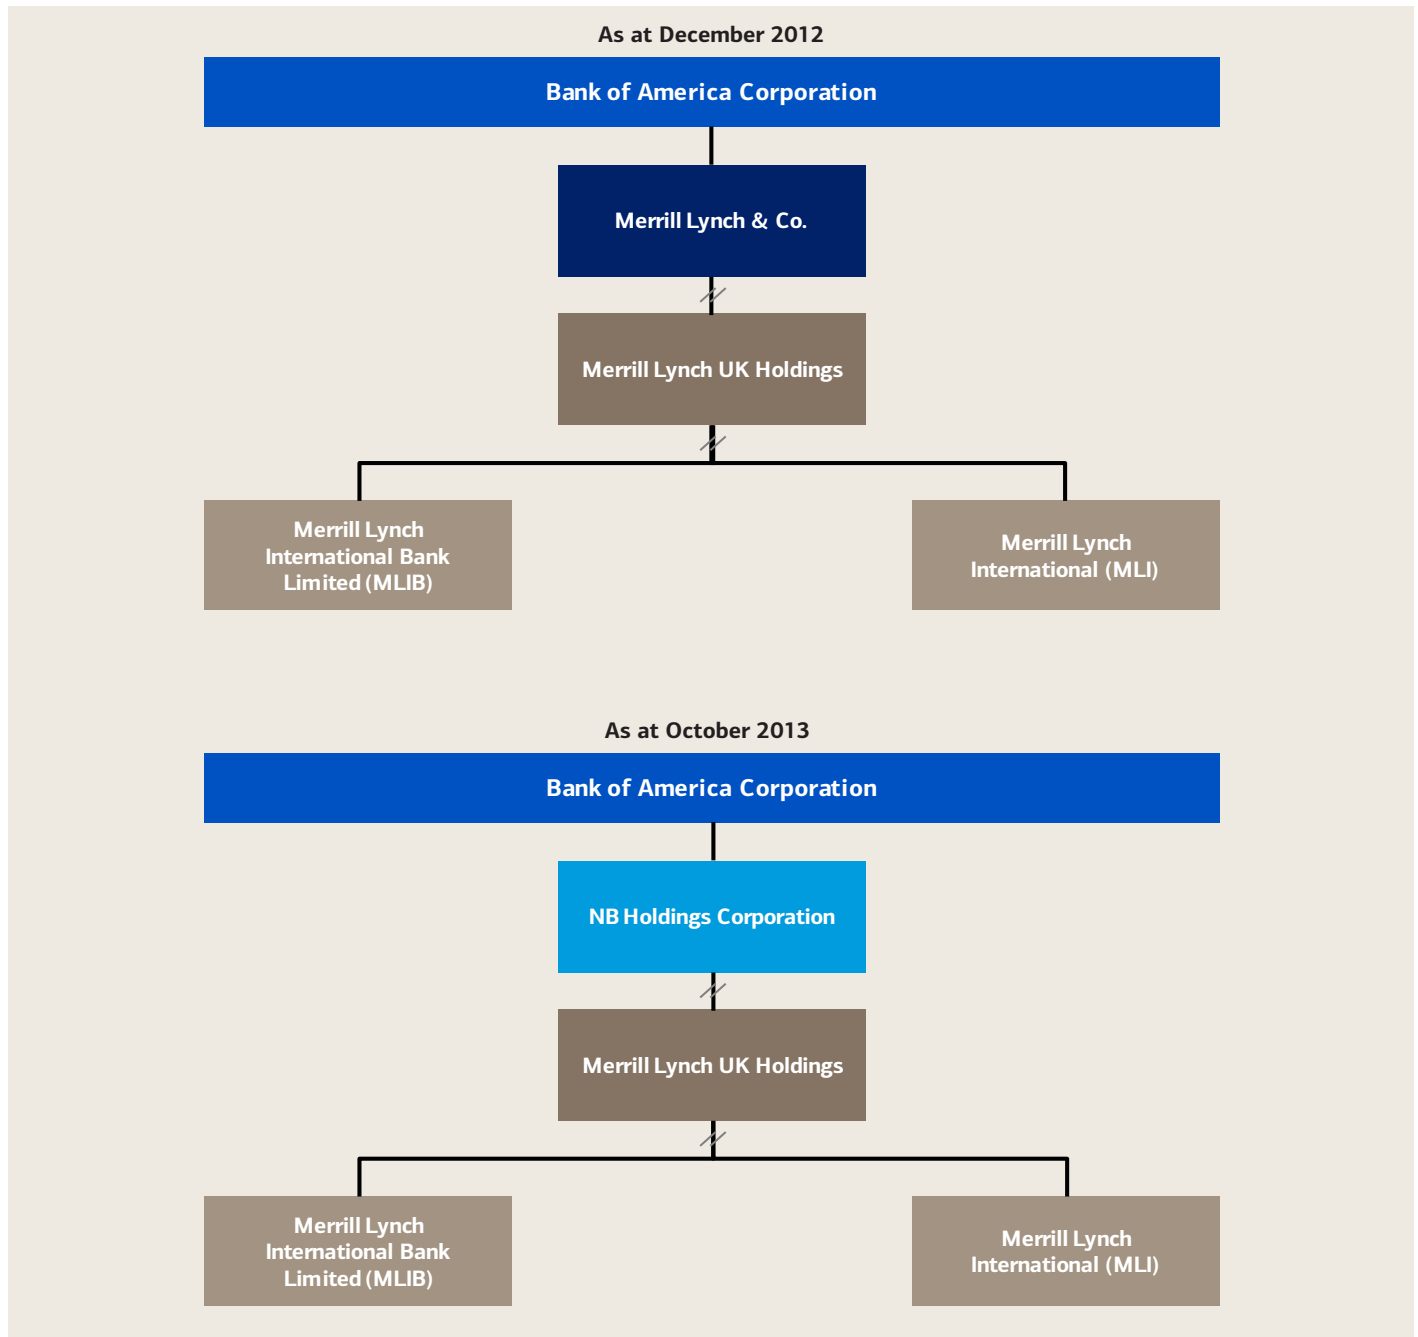 As at December 2012
Bank of America Corporation
Merrill Lynch & Co.
Merrill Lynch UK Holdings
Merrill Lynch
International Bank
Limited (MLIB)
Merrill Lynch
International (MLI)
As at October 2013
Bank of America Corporation
NB Holdings Corporation
Merrill Lynch UK Holdings
Merrill Lynch
International Bank
Limited (MLIB)
Merrill Lynch
International (MLI)